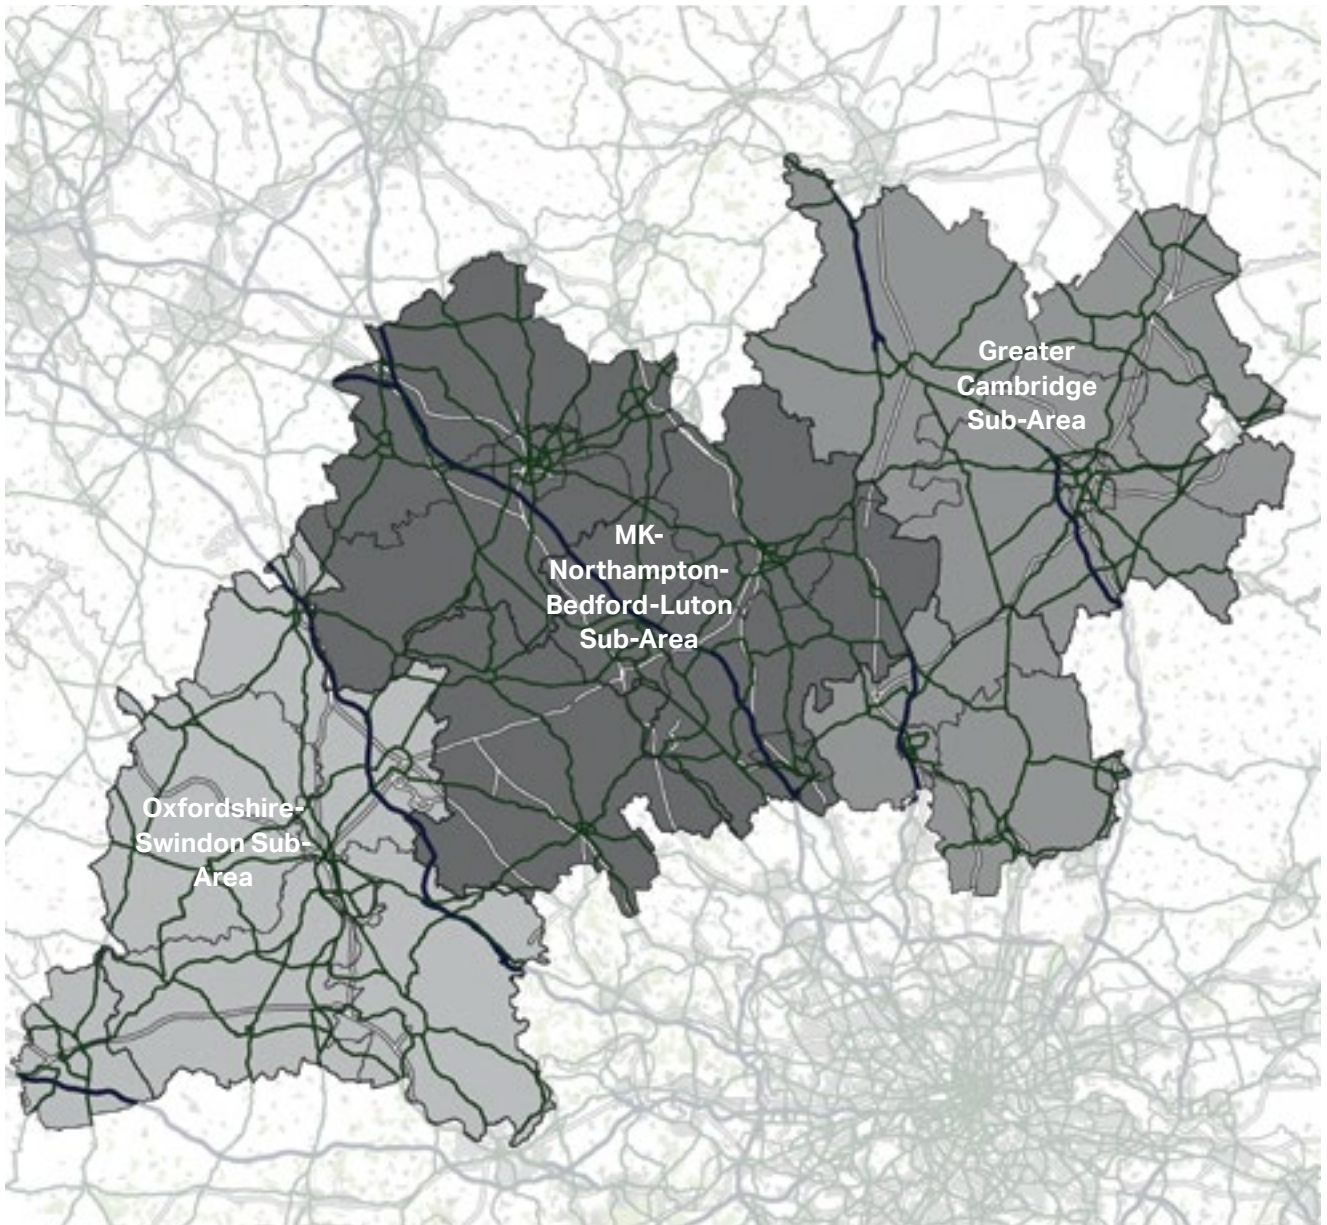 Greater
Cambridge
Sub-Area
MK-
Northampton-
Bedford-Luton
Sub-Area
Oxfordshire-
Swindon Sub-
Area